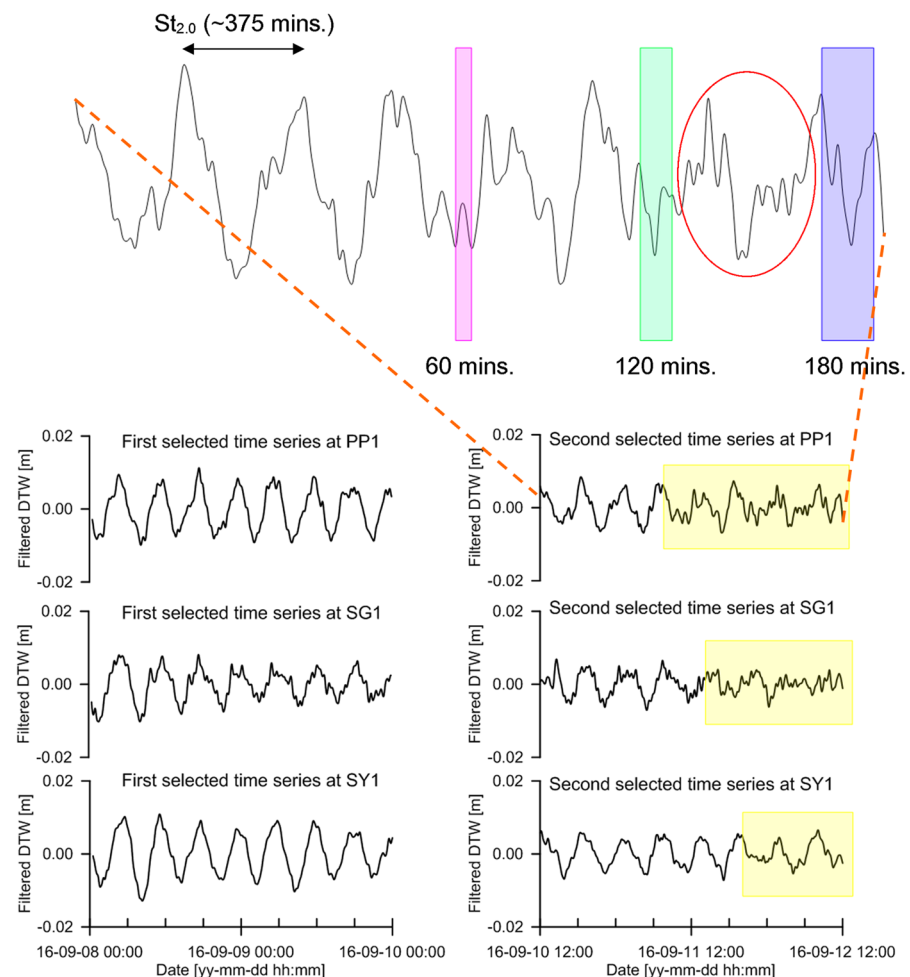 St2.0 (~375 mins.)
60 mins.
120 mins.
180 mins.
First selected time series at PP1
0.02
0.00
-0.02
Filtered DTW [m]
Second selected time series at PP1
0.02
0.00
-0.02
Filtered DTW [m]
First selected time series at SG1
0.02
0.00
-0.02
Filtered DTW [m]
Second selected time series at SG1
0.02
0.00
-0.02
Filtered DTW [m]
First selected time series at SY1
0.02
0.00
-0.02
Filtered DTW [m]
16-09-08 00:00
16-09-09 00:00
16-09-10 00:00
Date [yy-mm-dd hh:mm]
Second selected time series at SY1
0.02
0.00
-0.02
Filtered DTW [m]
16-09-10 12:00
16-09-11 12:00
16-09-12 12:00
Date [yy-mm-dd hh:mm]